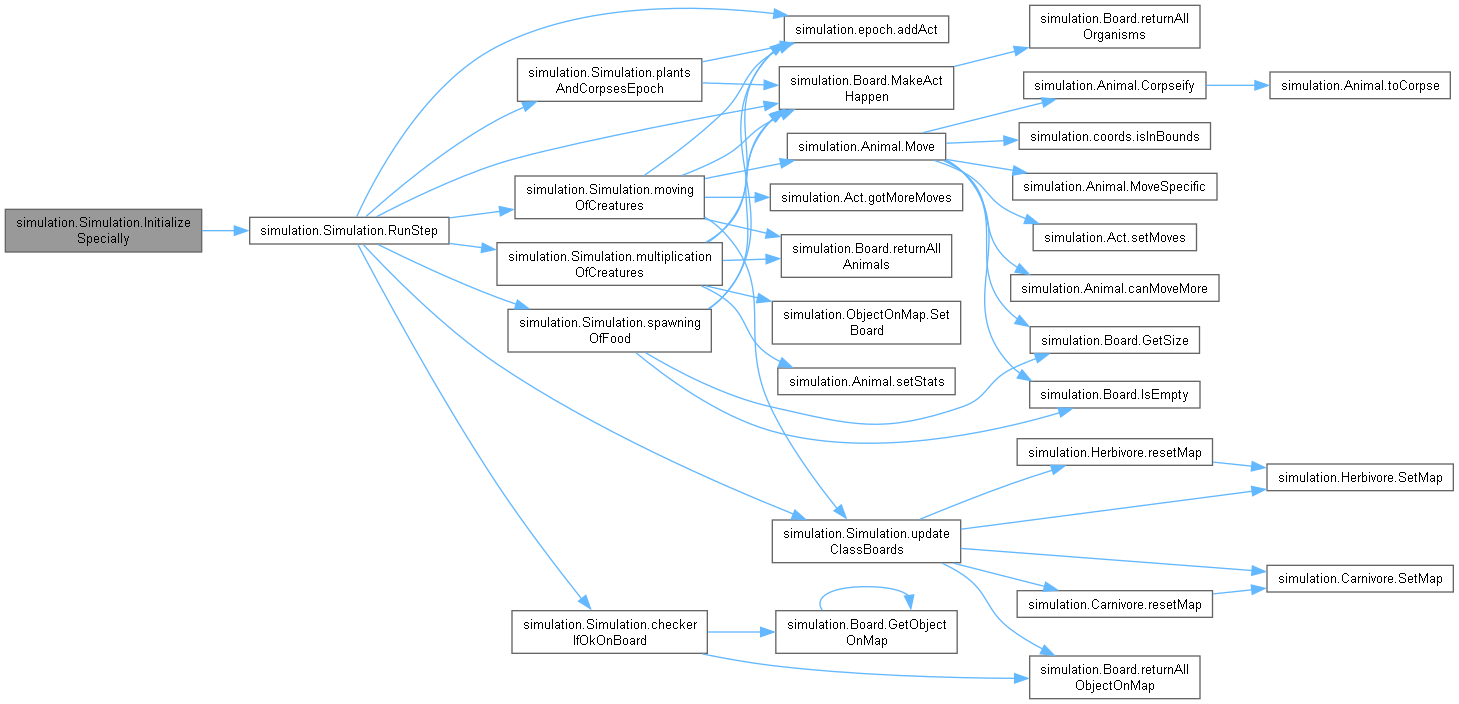 simulation.Simulation.Initialize
Specially
simulation.Simulation.RunStep
simulation.Simulation.plants
AndCorpsesEpoch
simulation.Simulation.moving
OfCreatures
simulation.Simulation.multiplication
OfCreatures
simulation.Simulation.spawning
OfFood
simulation.Simulation.checker
IfOkOnBoard
simulation.epoch.addAct
simulation.Board.MakeAct
Happen
simulation.Animal.Move
simulation.Act.gotMoreMoves
simulation.Board.returnAll
Animals
simulation.ObjectOnMap.Set
Board
simulation.Animal.setStats
simulation.Simulation.update
ClassBoards
simulation.Board.GetObject
OnMap
simulation.Board.returnAll
Organisms
simulation.Animal.Corpseify
simulation.coords.isInBounds
simulation.Animal.MoveSpecific
simulation.Act.setMoves
simulation.Animal.canMoveMore
simulation.Board.GetSize
simulation.Board.IsEmpty
simulation.Herbivore.resetMap
simulation.Carnivore.resetMap
simulation.Board.returnAll
ObjectOnMap
simulation.Animal.toCorpse
simulation.Herbivore.SetMap
simulation.Carnivore.SetMap